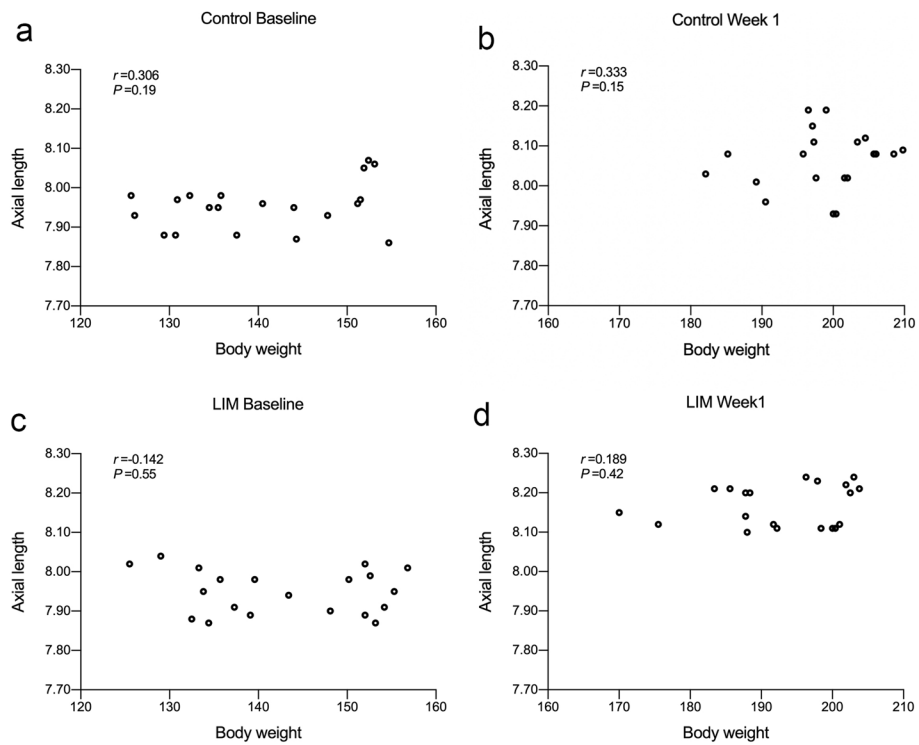 a
Control Baseline
r=0.306
P=0.19
8.30
8.20
8.10
8.00
7.90
7.80
7.70
120 130 140 150 160
Axial length
Body weight
b
Control Week 1
r=0.333
P=0.15
8.30
8.20
8.10
8.00
7.90
7.80
7.70
160 170 180 190 200 210
Axial length
Body weight
c
LIM Baseline
r=-0.142
P=0.55
8.30
8.20
8.10
8.00
7.90
7.80
7.70
120 130 140 150 160
Axial length
Body weight
d
LIM Week1
r=0.189
P=0.42
8.30
8.20
8.10
8.00
7.90
7.80
7.70
160 170 180 190 200 210
Axial length
Body weight